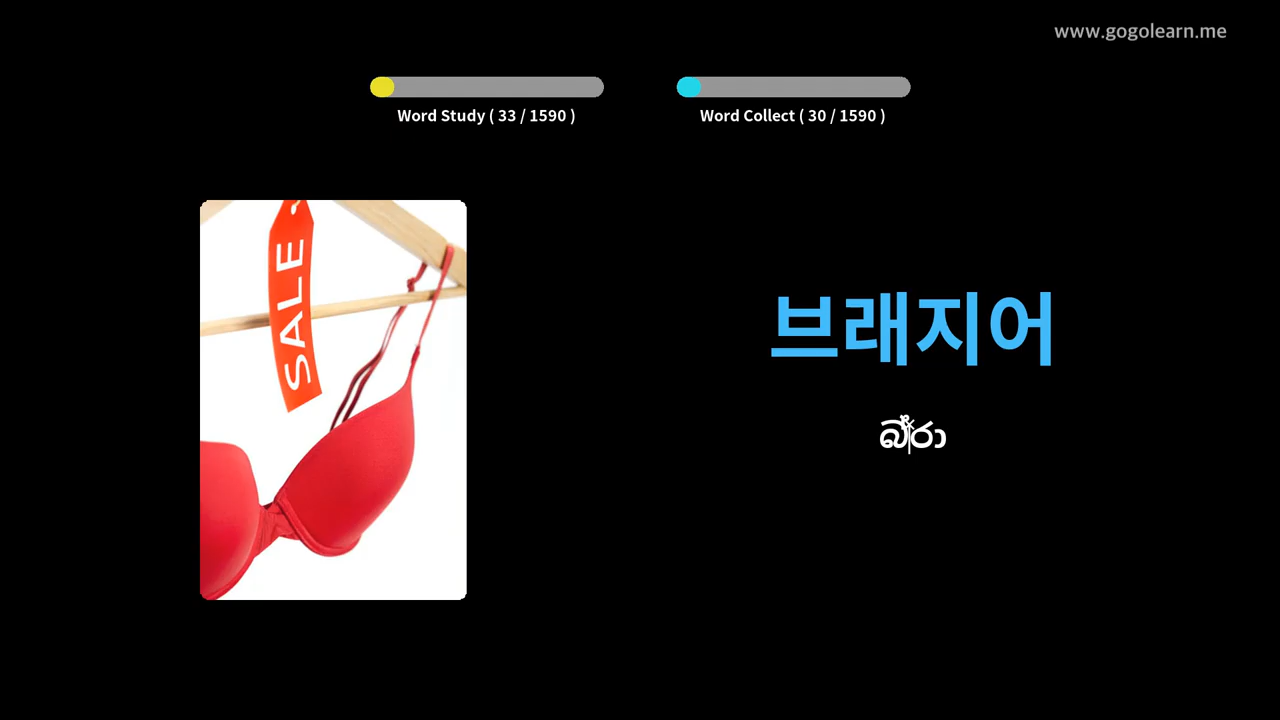 www.gogolearn.me
Word Study ( 33 / 1590 )
Word Collect ( 30 / 1590 )
SALE
브래지어
බ්‍රා